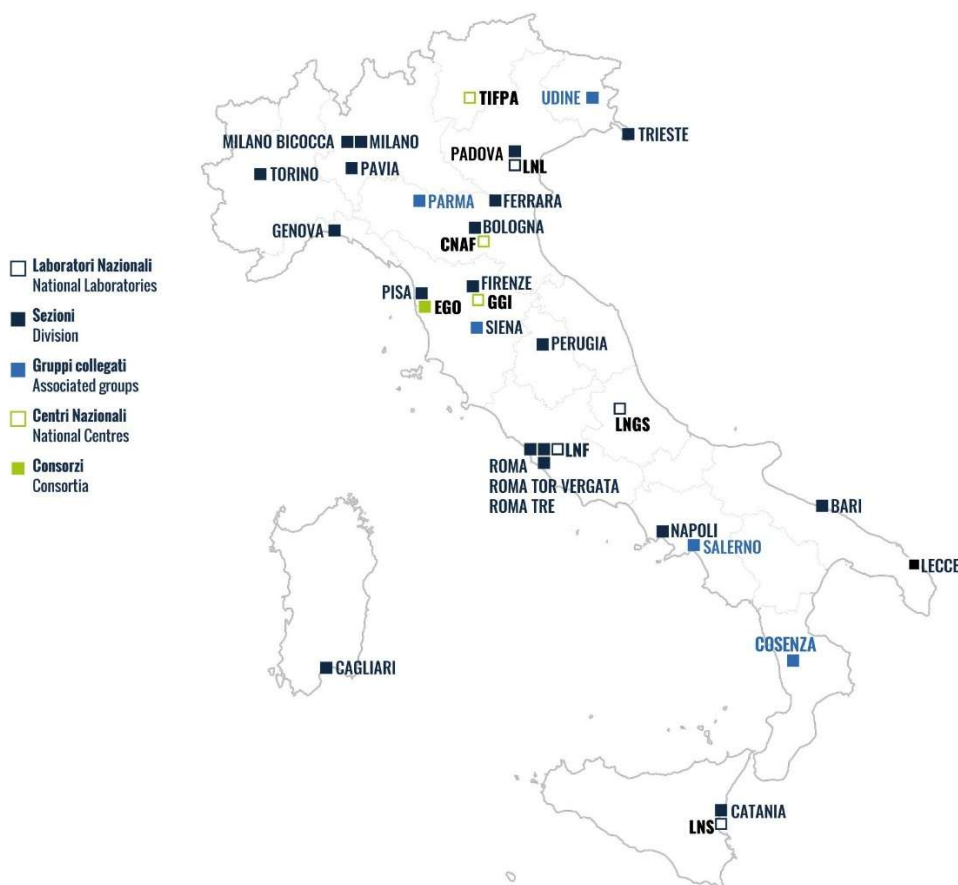 TIFPA
UDINE
TRIESTE
MILANO BICOCCA
MILANO
PADOVA
LNL
TORINO
PAVIA
PARMA
FERRARA
GENOVA
BOLOGNA
CNAF
Laboratori Nazionali
National Laboratories
Sezioni
Division
Gruppi collegati
Associated groups
Centri Nazionali
National Centres
Consorzi
Consortia
PISA
FIRENZE
EGO
GGI
SIENA
PERUGIA
LNGS
LNF
ROMA
ROMA TOR VERGATA
ROMA TRE
BARI
NAPOLI
SALERNO
LECCE
COSENZA
CAGLIARI
CATANIA
LNS